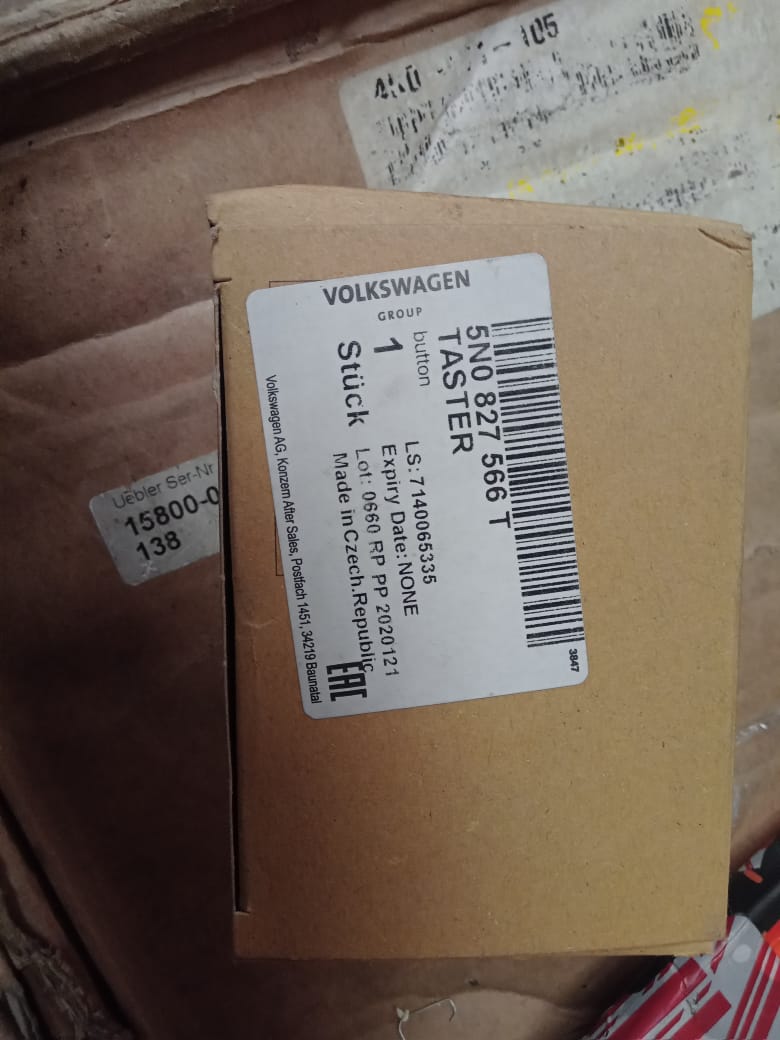 VOLKSWAGEN
GROUP
5N0 827 566 T
TASTER
button
1
Stück
LS:7140065335
Expiry Date:NONE
Lot: 0660 RP PP 2020121
Made in Czech.Republic
EAC
Volkswagen AG, Konzern After Sales, Postfach 1451, 34219 Baunatal
3847
Uebler Ser-Nr
15800-0
138
105